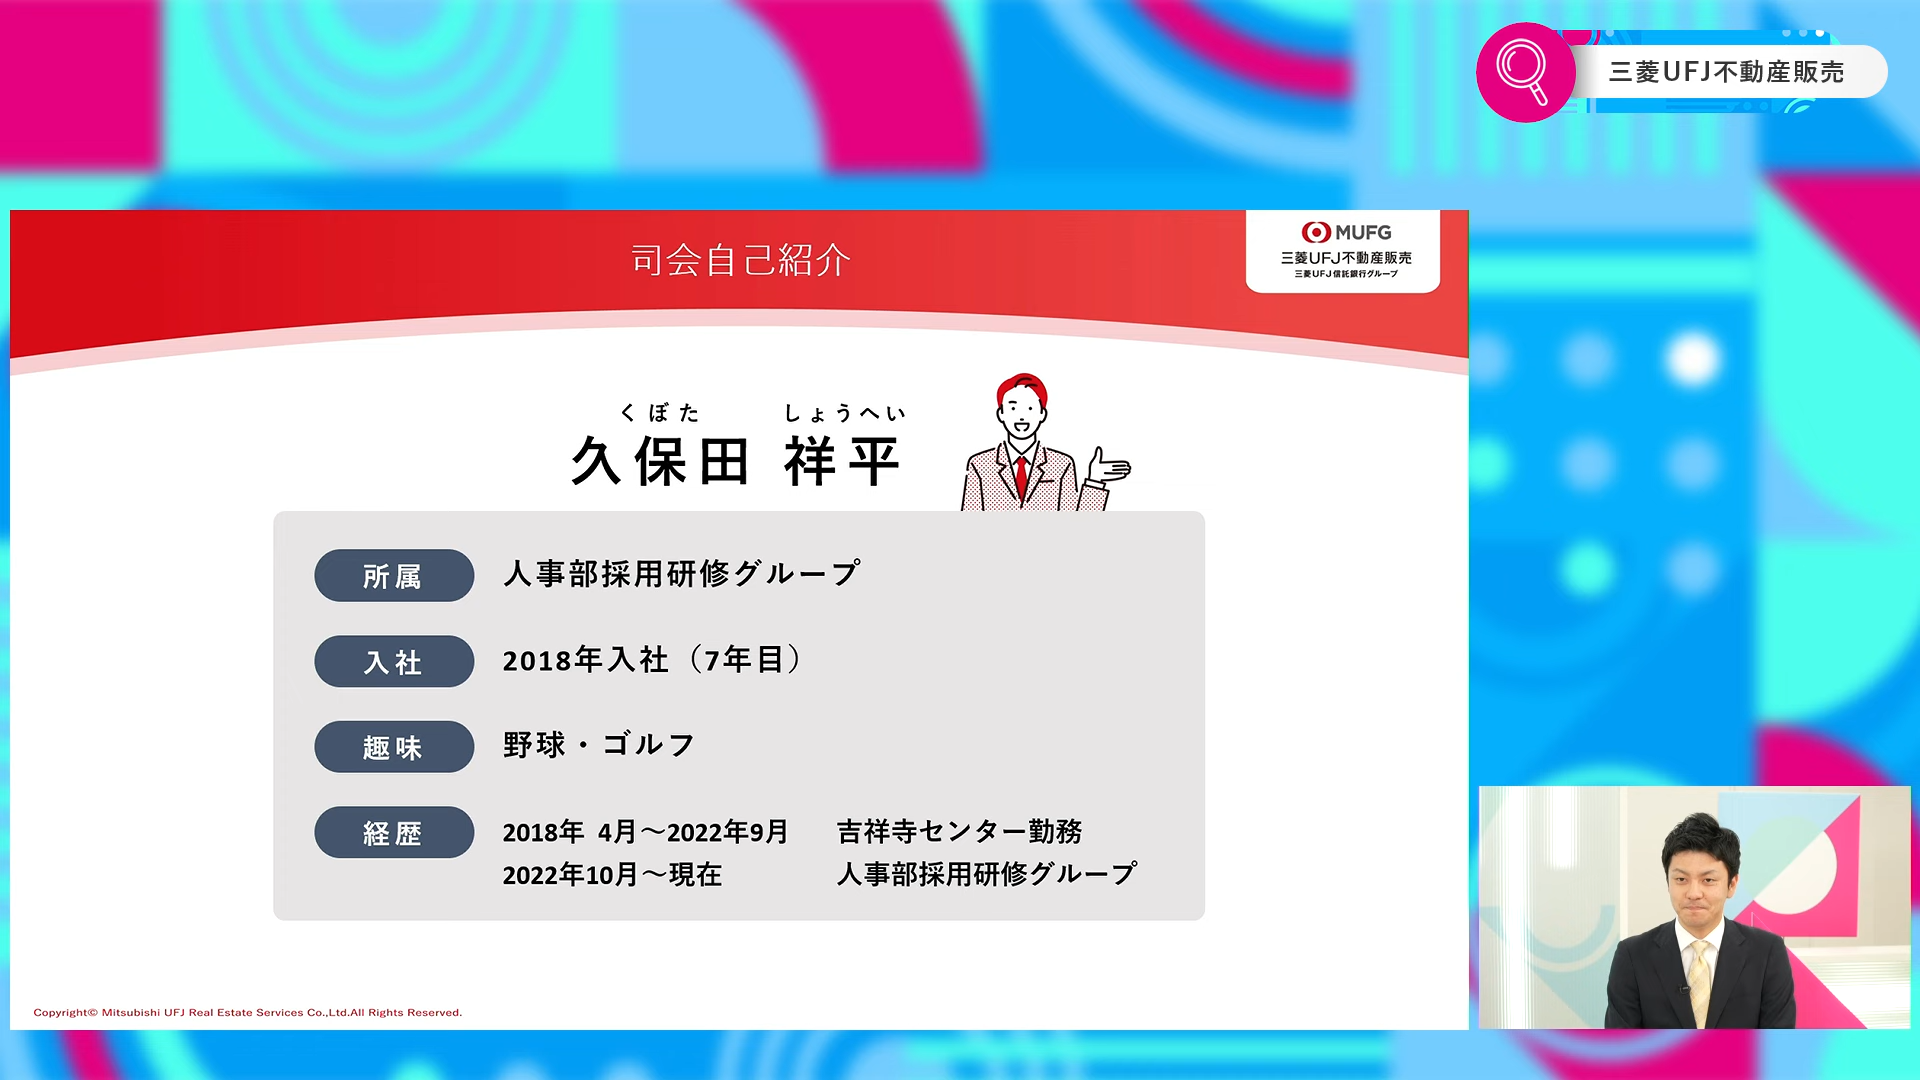 三菱UFJ不動産販売
司会自己紹介
MUFG
三菱UFJ不動産販売
三菱UFJ信託銀行グループ
くぼた しょうへい
久保田 祥平
所属 人事部採用研修グループ
入社 2018年入社（7年目）
趣味 野球・ゴルフ
経歴 2018年 4月～2022年9月 吉祥寺センター勤務
2022年10月～現在 人事部採用研修グループ
Copyright© Mitsubishi UFJ Real Estate Services Co.,Ltd.All Rights Reserved.